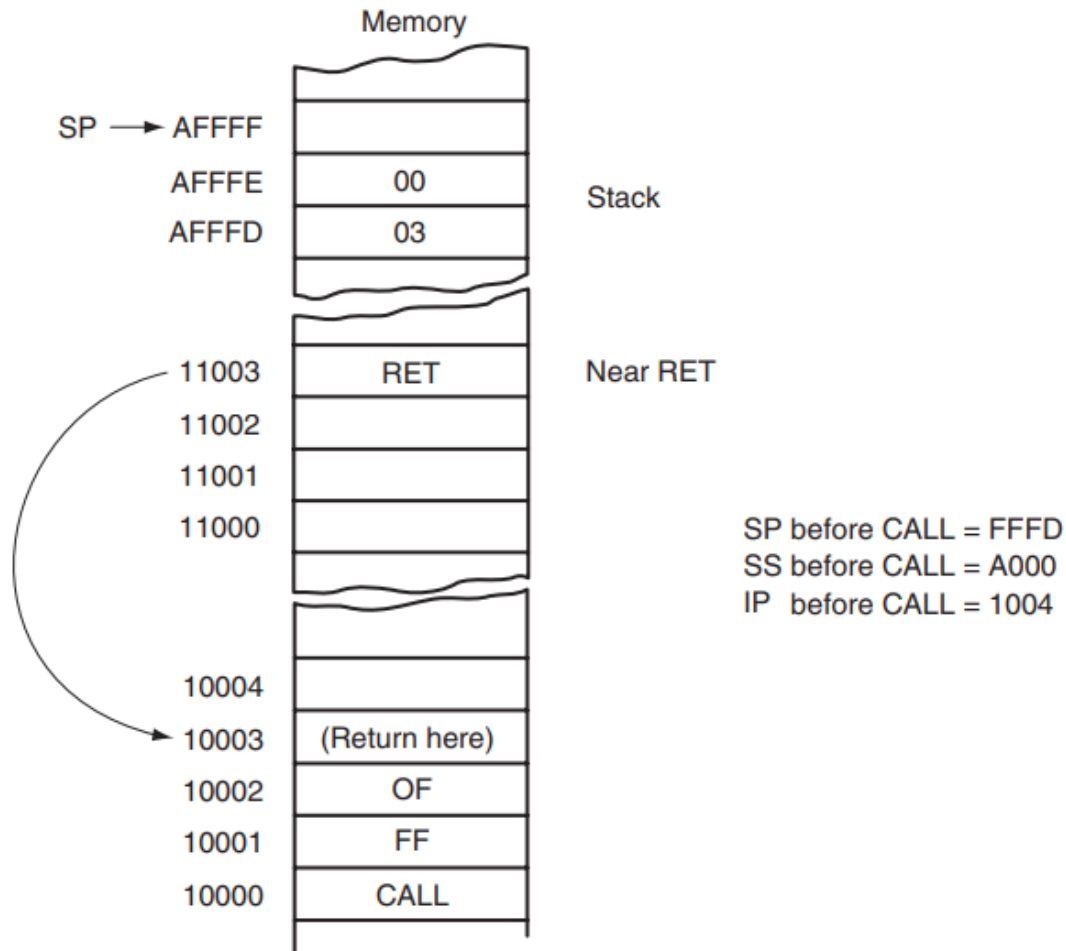 Memory
SP AFFFF
AFFFE 00
Stack
AFFFD 03
11003 RET Near RET
11002
11001
11000
SP before CALL = FFFD
SS before CALL = A000
IP before CALL = 1004
10004
10003 (Return here)
10002 OF
10001 FF
10000 CALL